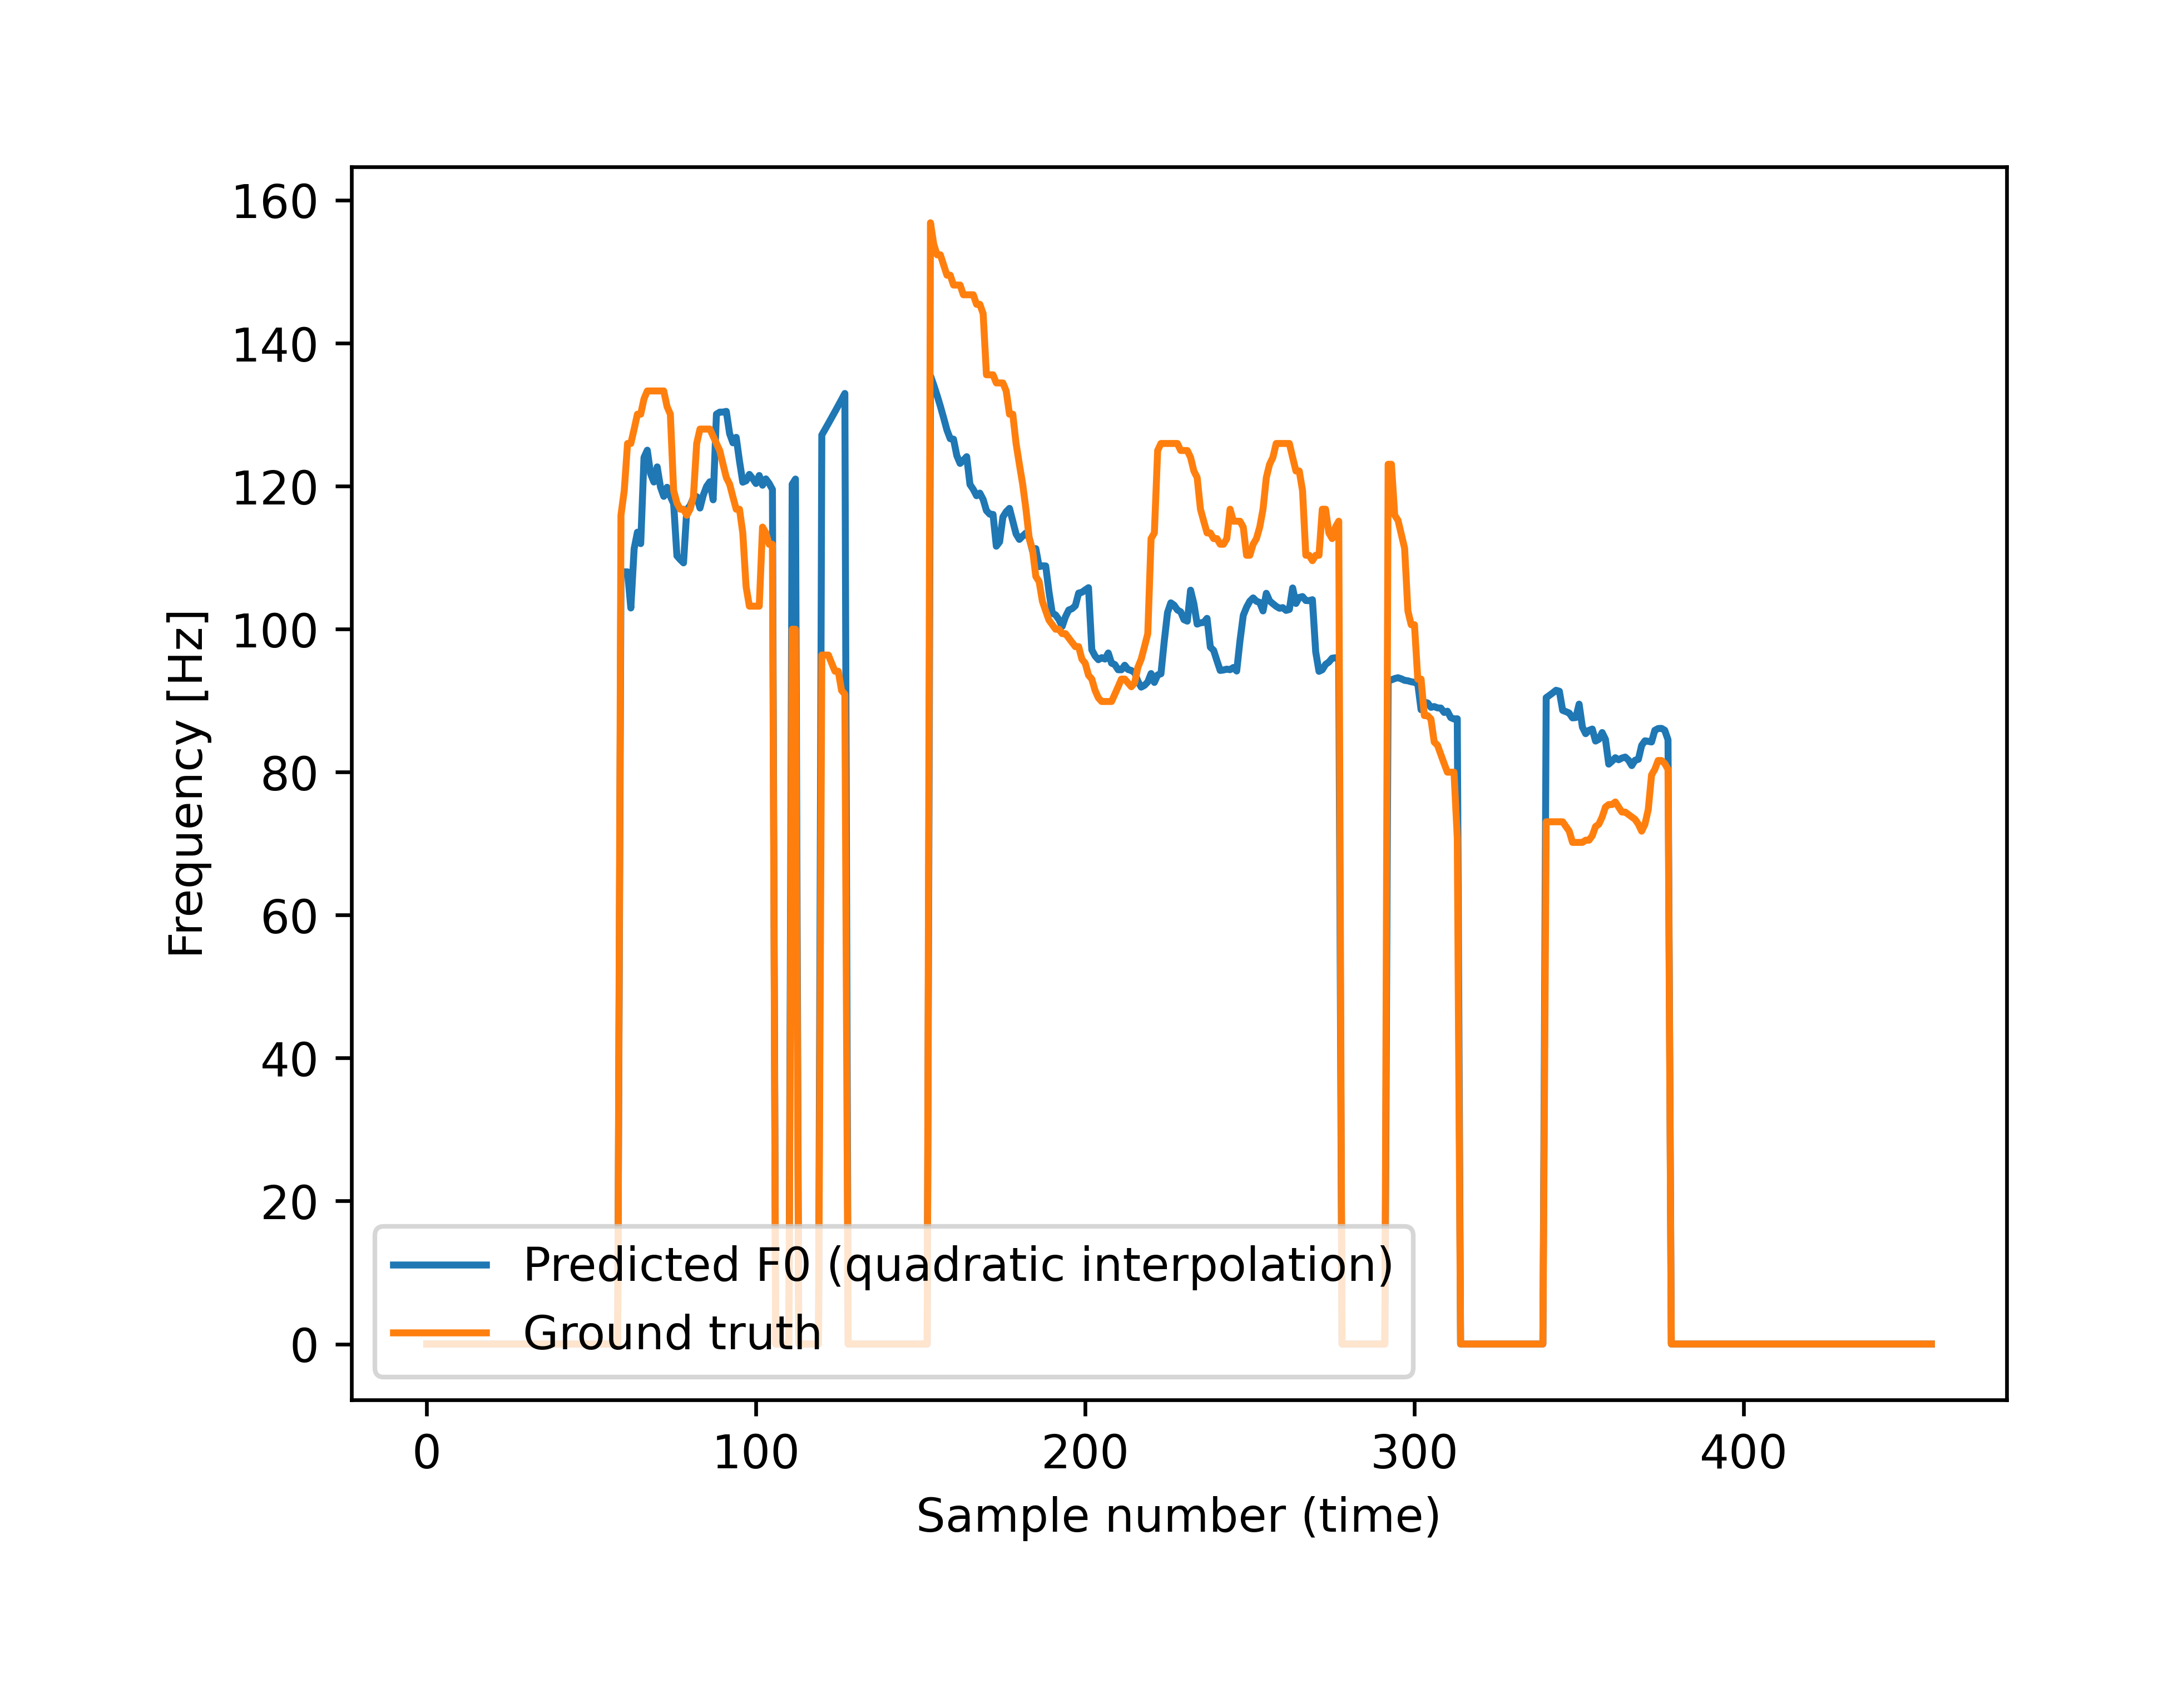 160
140
120
100
80
60
40
20
0
Frequency [Hz]
Predicted F0 (quadratic interpolation)
Ground truth
0 100 200 300 400
Sample number (time)